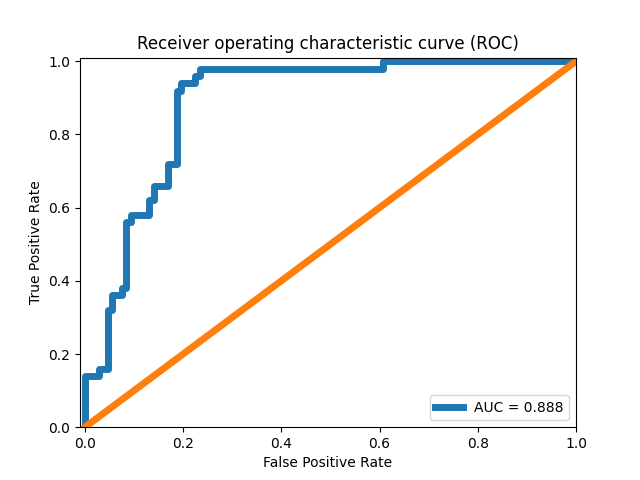 Receiver operating characteristic curve (ROC)
True Positive Rate
1.0
0.8
0.6
0.4
0.2
0.0
0.0 0.2 0.4 0.6 0.8 1.0
False Positive Rate
AUC = 0.888